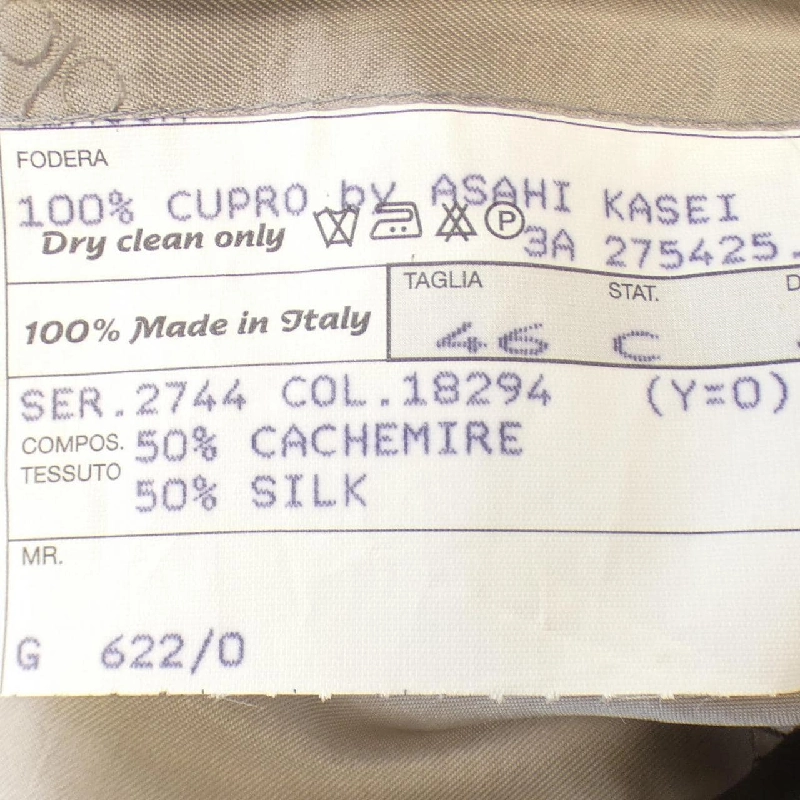 FODERA
100% CUPRO by ASAHI KASEI
Dry clean only P 3A 275425.
TAGLIA STAT. D
100% Made in Italy 46 C
SER.2744 COL.18294 (Y=0)
COMPOS. 50% CACHEMIRE
TESSUTO 50% SILK
MR.
G 622/0